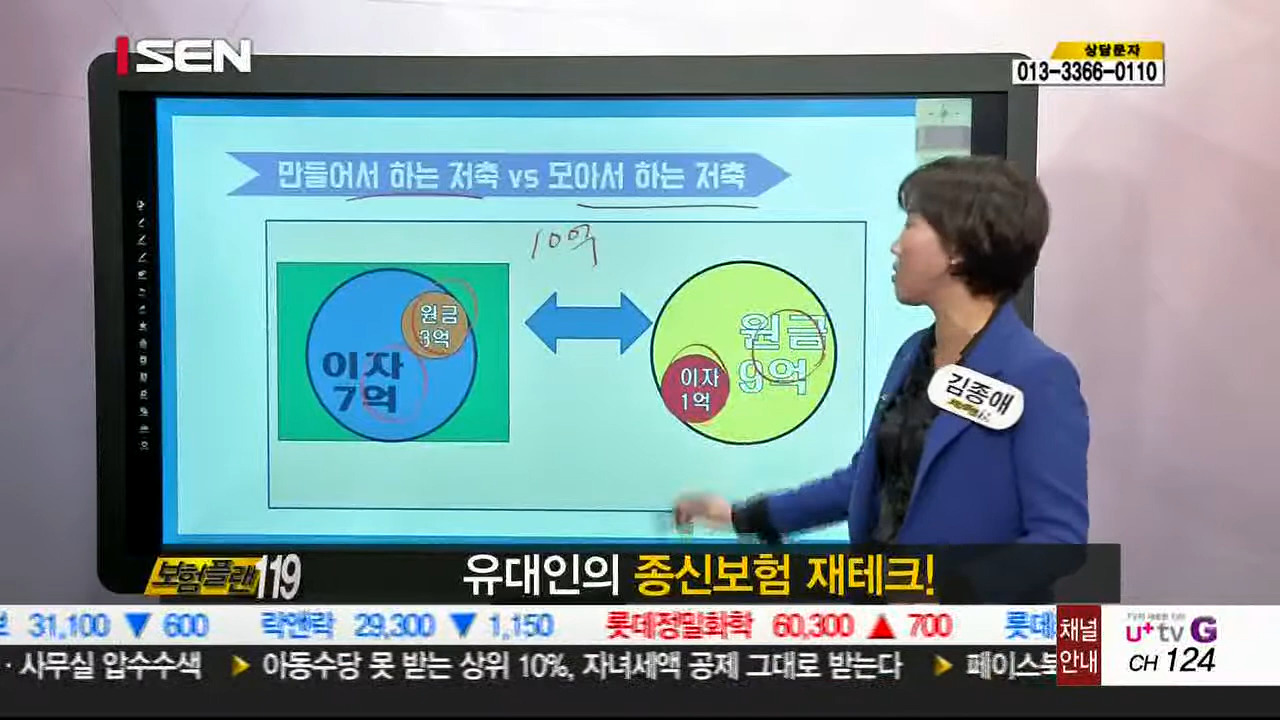 SEN
상담문자
013-3366-0110
만들어서 하는 저축 vs 모아서 하는 저축
10억
원금
3억
이자
7억
원금
9억
이자
1억
김종애
보험플랜119
유대인의 종신보험 재테크!
31,100 ▼ 600 락앤락 29,300 ▼ 1,150 롯데정밀화학 60,300 ▲ 700 롯데
· 사무실 압수수색 ▶ 아동수당 못 받는 상위 10%, 자녀세액 공제 그대로 받는다 ▶ 페이스북
채널
안내
u+tv G
CH 124